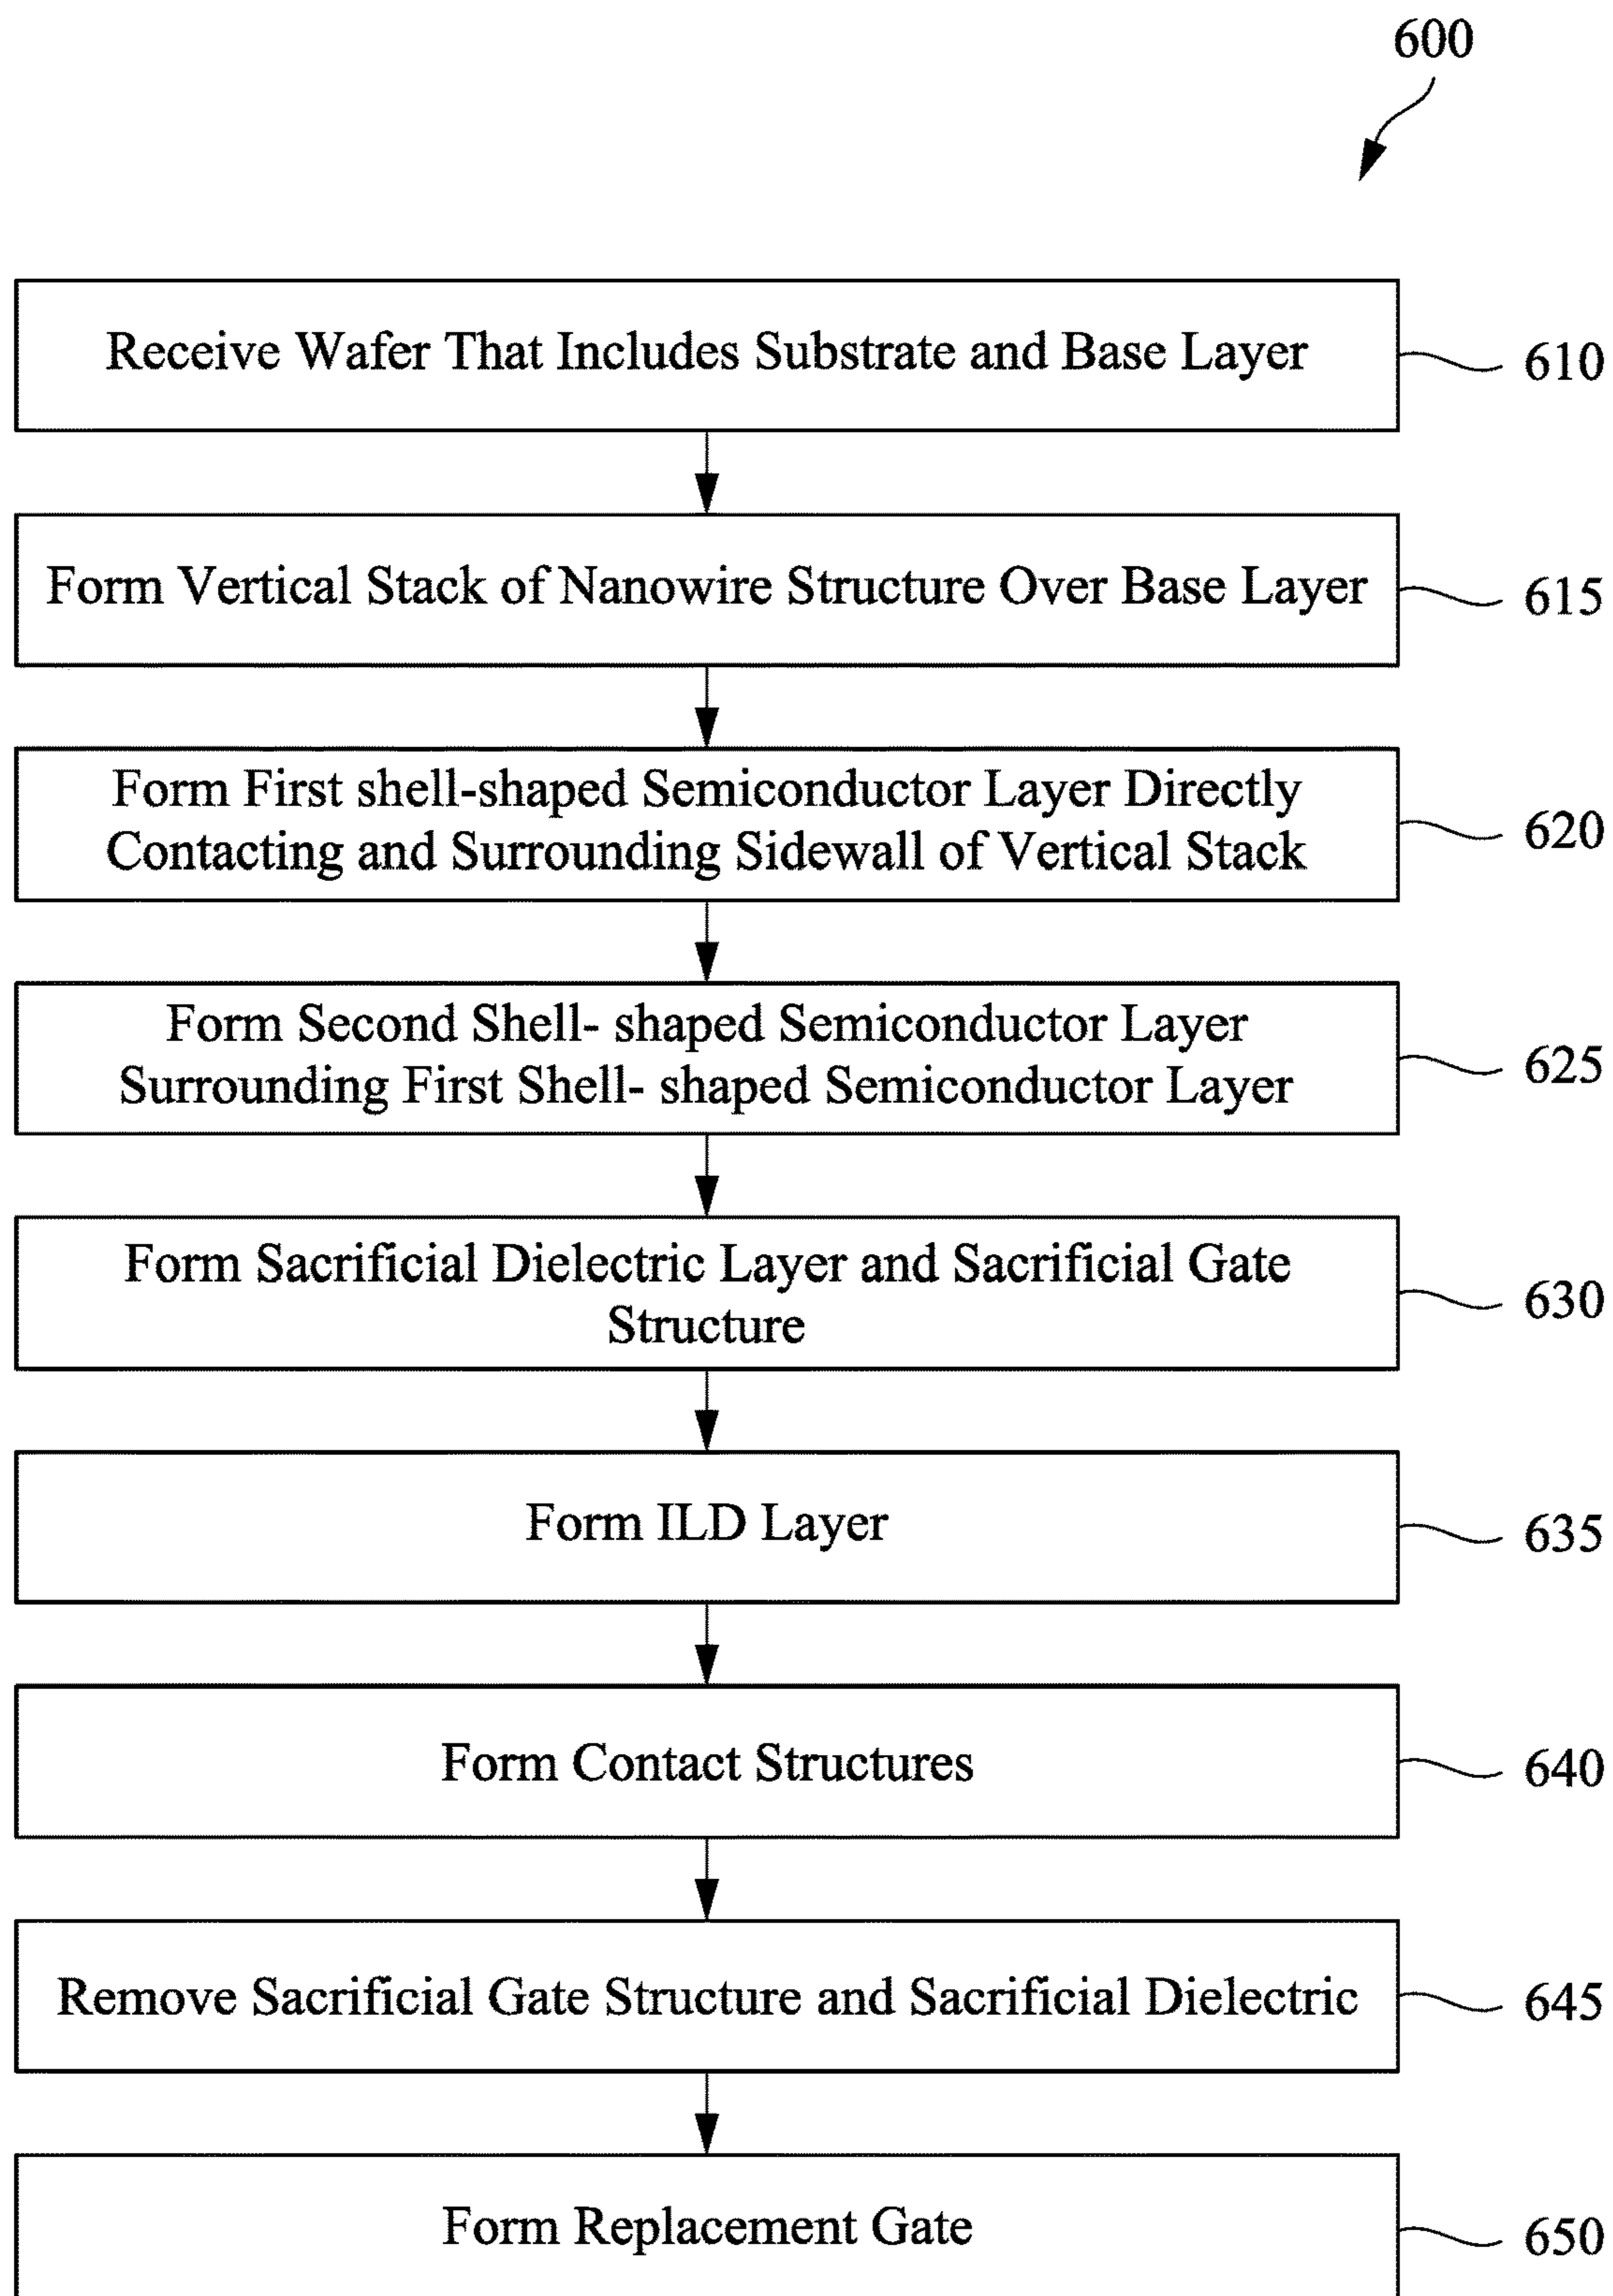 600
Receive Wafer That Includes Substrate and Base Layer
610
Form Vertical Stack of Nanowire Structure Over Base Layer
615
Form First shell-shaped Semiconductor Layer Directly
Contacting and Surrounding Sidewall of Vertical Stack
620
Form Second Shell- shaped Semiconductor Layer
Surrounding First Shell- shaped Semiconductor Layer
625
Form Sacrificial Dielectric Layer and Sacrificial Gate
Structure
630
Form ILD Layer
635
Form Contact Structures
640
Remove Sacrificial Gate Structure and Sacrificial Dielectric
645
Form Replacement Gate
650